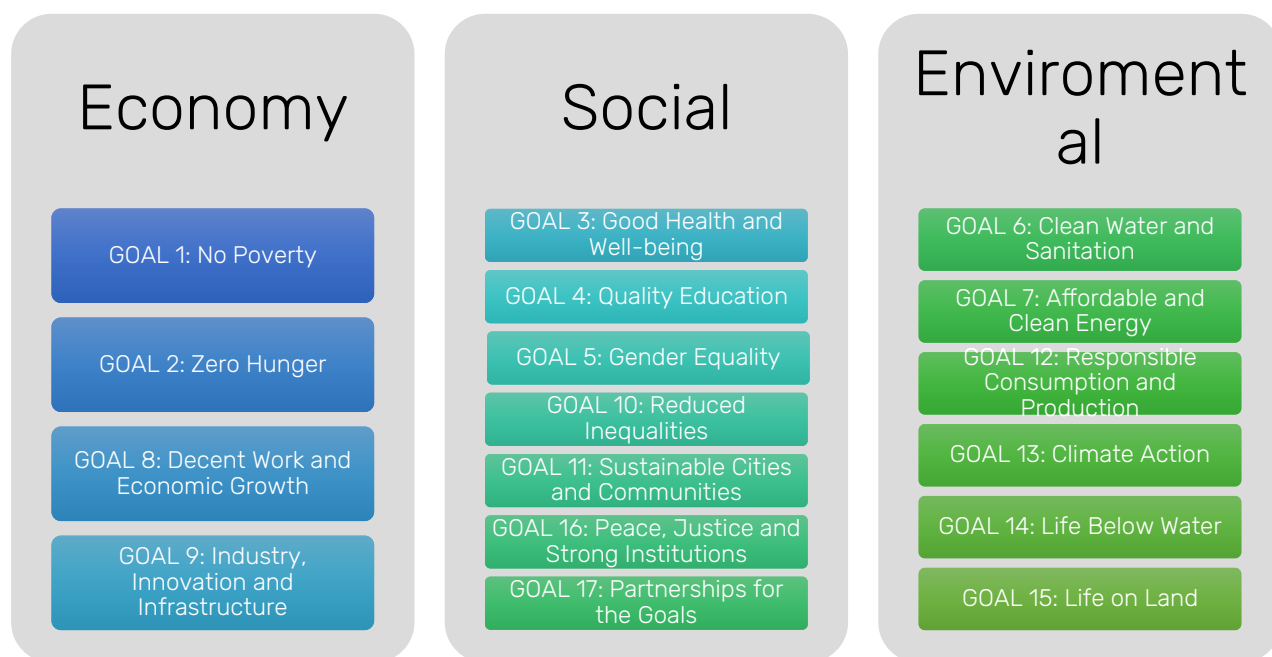 Economy
GOAL 1: No Poverty
GOAL 2: Zero Hunger
GOAL 8: Decent Work and
Economic Growth
GOAL 9: Industry,
Innovation and
Infrastructure
Social
GOAL 3: Good Health and
Well-being
GOAL 4: Quality Education
GOAL 5: Gender Equality
GOAL 10: Reduced
Inequalities
GOAL 11: Sustainable Cities
and Communities
GOAL 16: Peace, Justice and
Strong Institutions
GOAL 17: Partnerships for
the Goals
Enviroment
al
GOAL 6: Clean Water and
Sanitation
GOAL 7: Affordable and
Clean Energy
GOAL 12: Responsible
Consumption and
Production
GOAL 13: Climate Action
GOAL 14: Life Below Water
GOAL 15: Life on Land